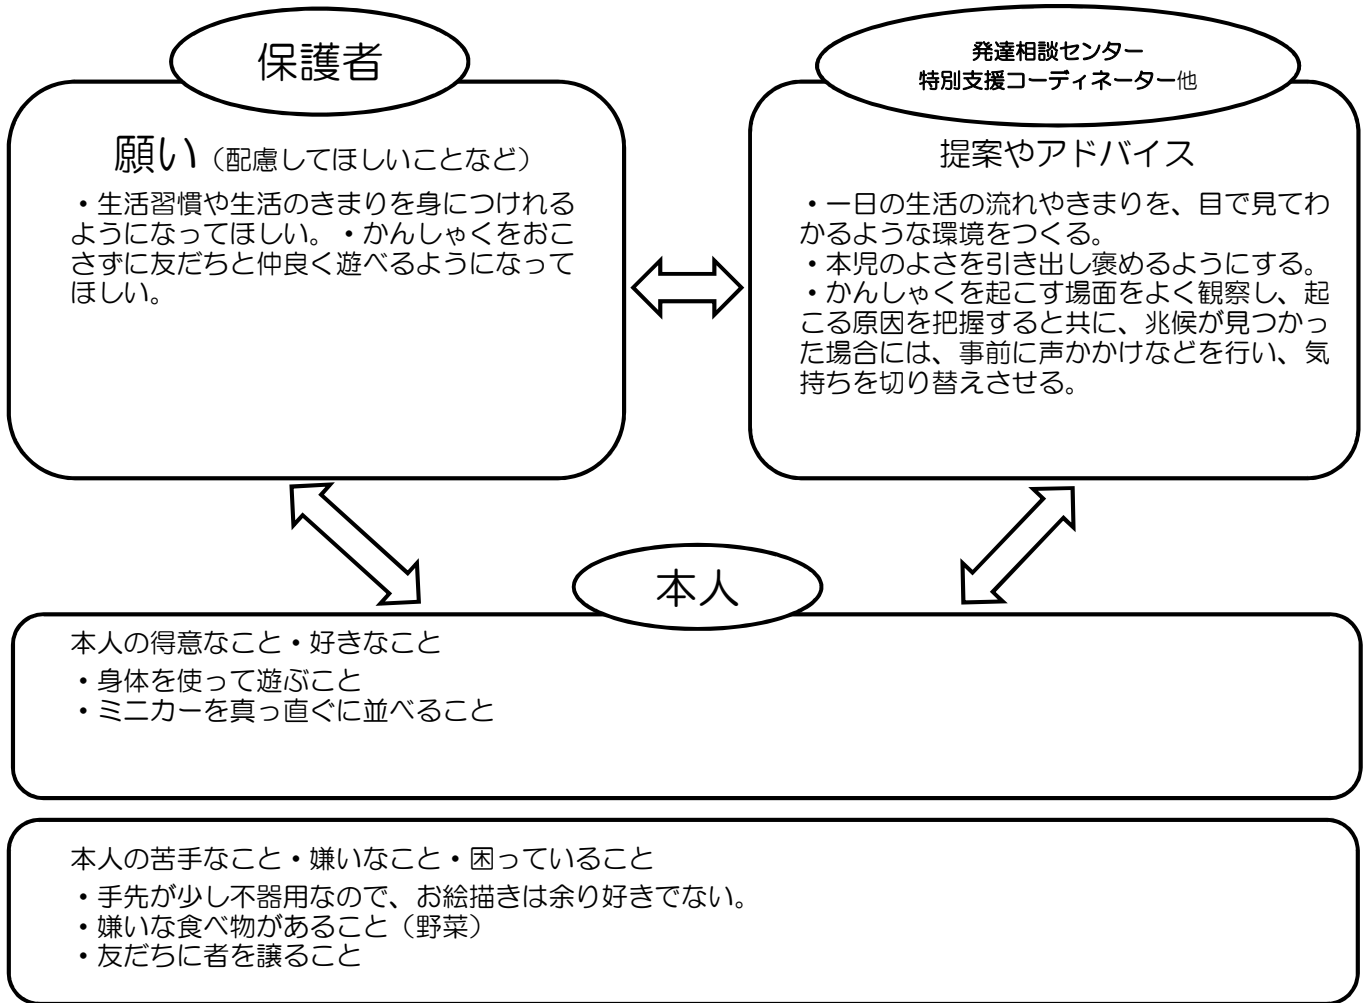 保護者
願い（配慮してほしいことなど）
・生活習慣や生活のきまりを身につけれる
ようになってほしい。・かんしゃくをおこ
さずに友だちと仲良く遊べるようになって
ほしい。
発達相談センター
特別支援コーディネーター他
提案やアドバイス
・一日の生活の流れやきまりを、目で見てわ
かるような環境をつくる。
・本児のよさを引き出し褒めるようにする。
・かんしゃくを起こす場面をよく観察し、起
こる原因を把握すると共に、兆候が見つかっ
た場合には、事前に声かかけなどを行い、気
持ちを切り替えさせる。
本人
本人の得意なこと・好きなこと
・身体を使って遊ぶこと
・ミニカーを真っ直ぐに並べること
本人の苦手なこと・嫌いなこと・困っていること
・手先が少し不器用なので、お絵描きは余り好きでない。
・嫌いな食べ物があること（野菜）
・友だちに者を譲ること